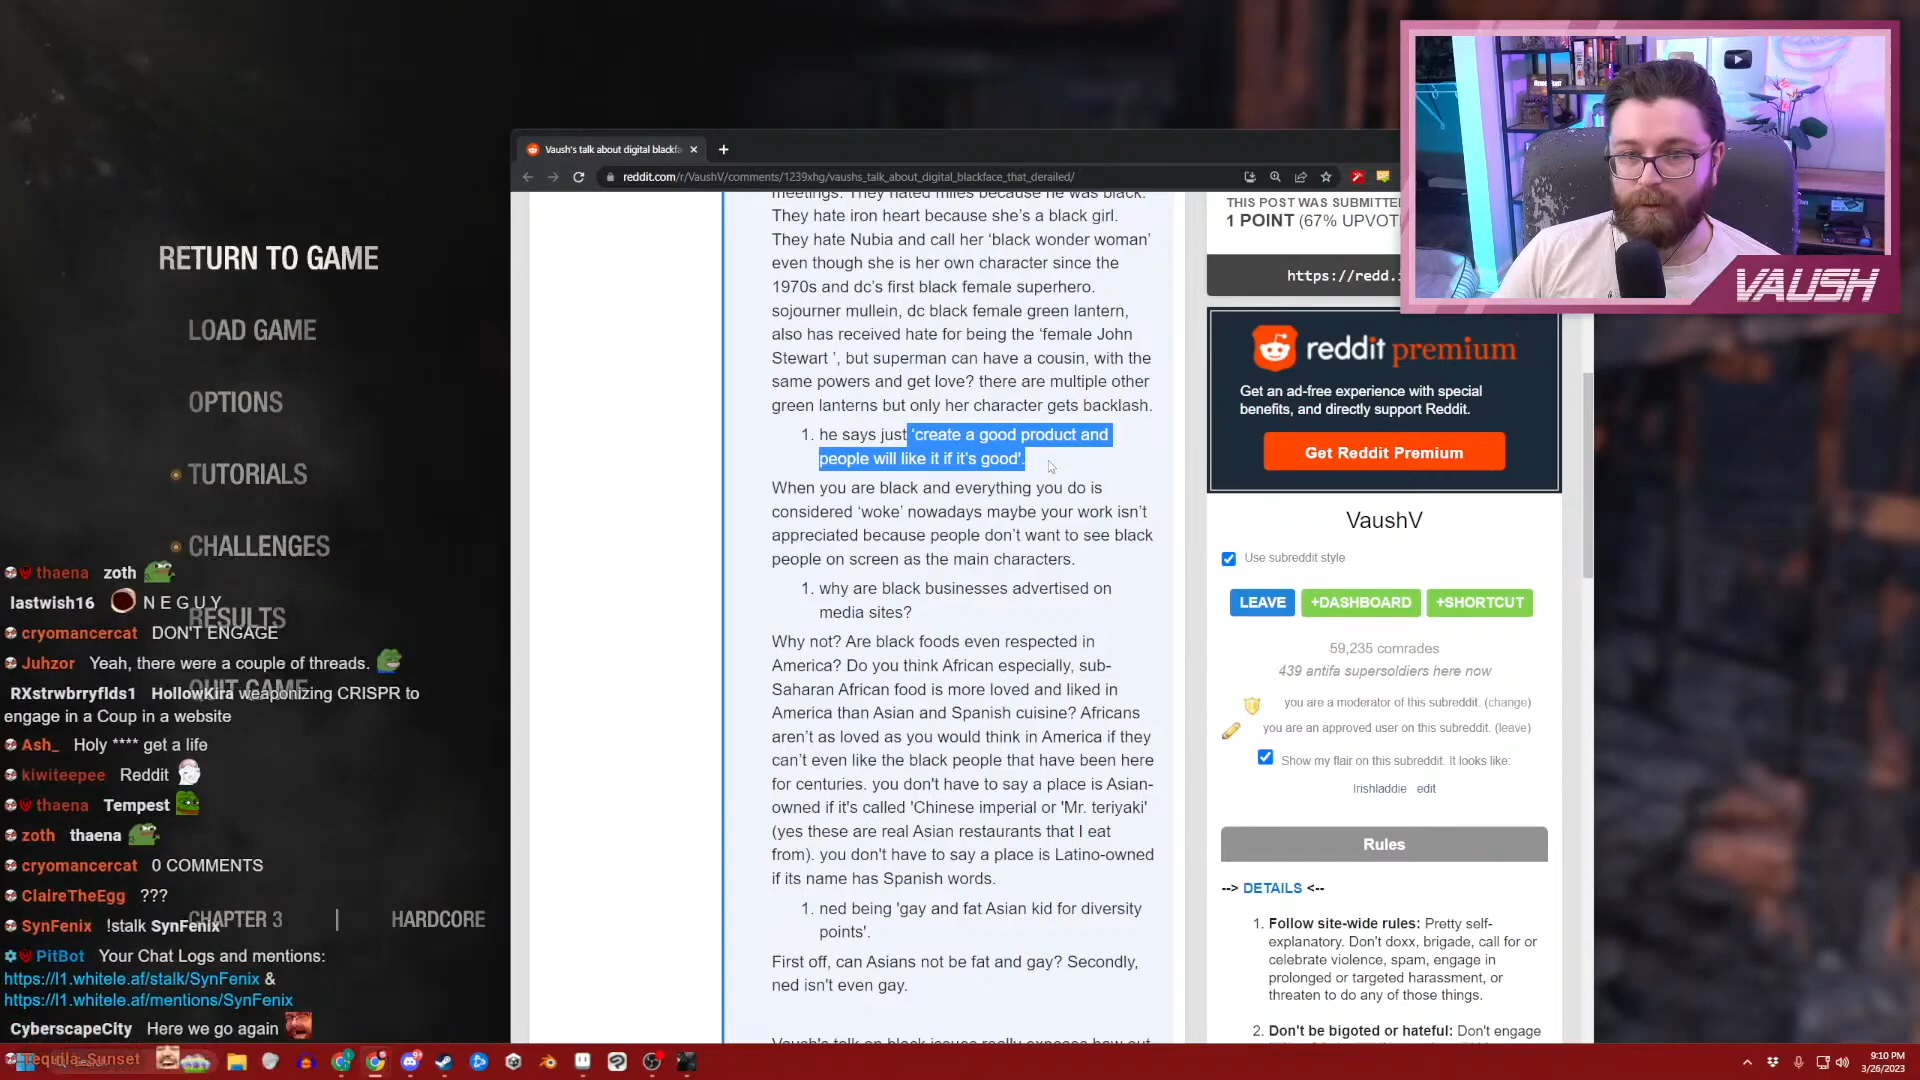 RETURN TO GAME
LOAD GAME
OPTIONS
TUTORIALS
CHALLENGES
RESULTS
QUIT GAME
CHAPTER 3 | HARDCORE
thaena zoth
lastwish16 N E G U Y
cryomancercat DON'T ENGAGE
Juhzor Yeah, there were a couple of threads.
RXstrwbrryflds1 HollowKira weaponizing CRISPR to
engage in a Coup in a website
Ash_ Holy **** get a life
kiwiteepee Reddit
thaena Tempest
zoth thaena
cryomancercat 0 COMMENTS
ClaireTheEgg ???
SynFenix !stalk SynFenix
PitBot Your Chat Logs and mentions:
https://l1.whitele.af/stalk/SynFenix &
https://l1.whitele.af/mentions/SynFenix
CyberscapeCity Here we go again
Tequila_Sunset
Vaush's talk about digital blackfa
reddit.com/r/VaushV/comments/1239xhg/vaushs_talk_about_digital_blackface_that_derailed/
meetings. They hated miles because he was black.
They hate iron heart because she's a black girl.
They hate Nubia and call her ‘black wonder woman’
even though she is her own character since the
1970s and dc's first black female superhero.
sojourner mullein, dc black female green lantern,
also has received hate for being the ‘female John
Stewart ’, but superman can have a cousin, with the
same powers and get love? there are multiple other
green lanterns but only her character gets backlash.
1. he says just ‘create a good product and
people will like it if it's good'.
When you are black and everything you do is
considered ‘woke’ nowadays maybe your work isn't
appreciated because people don't want to see black
people on screen as the main characters.
1. why are black businesses advertised on
media sites?
Why not? Are black foods even respected in
America? Do you think African especially, sub-
Saharan African food is more loved and liked in
America than Asian and Spanish cuisine? Africans
aren't as loved as you would think in America if they
can't even like the black people that have been here
for centuries. you don't have to say a place is Asian-
owned if it's called 'Chinese imperial or 'Mr. teriyaki'
(yes these are real Asian restaurants that I eat
from). you don't have to say a place is Latino-owned
if its name has Spanish words.
1. ned being 'gay and fat Asian kid for diversity
points'.
First off, can Asians not be fat and gay? Secondly,
ned isn't even gay.
Vaush's talk on black issues really exposes how out
THIS POST WAS SUBMITTE
1 POINT (67% UPVOT
https://redd.i
reddit premium
Get an ad-free experience with special
benefits, and directly support Reddit.
Get Reddit Premium
VaushV
Use subreddit style
LEAVE +DASHBOARD +SHORTCUT
59,235 comrades
439 antifa supersoldiers here now
you are a moderator of this subreddit. (change)
you are an approved user on this subreddit. (leave)
Show my flair on this subreddit. It looks like:
Irishladdie edit
Rules
--> DETAILS <--
1. Follow site-wide rules: Pretty self-
explanatory. Don't doxx, brigade, call for or
celebrate violence, spam, engage in
prolonged or targeted harassment, or
threaten to do any of those things.
2. Don't be bigoted or hateful: Don't engage
VAUSH
9:10 PM
3/26/2023